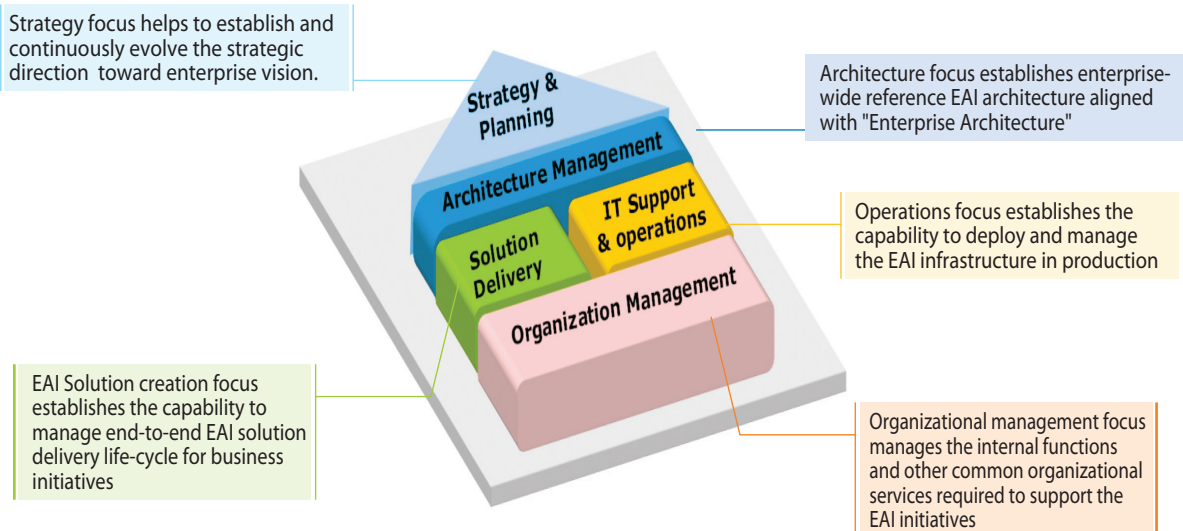 Strategy focus helps to establish and
continuously evolve the strategic
direction toward enterprise vision.
Strategy &
Planning
Architecture focus establishes enterprise-
wide reference EAI architecture aligned
with "Enterprise Architecture"
Architecture Management
IT Support
& operations
Operations focus establishes the
capability to deploy and manage
the EAI infrastructure in production
Solution
Delivery
Organization Management
EAI Solution creation focus
establishes the capability to
manage end-to-end EAI solution
delivery life-cycle for business
initiatives
Organizational management focus
manages the internal functions
and other common organizational
services required to support the
EAI initiatives